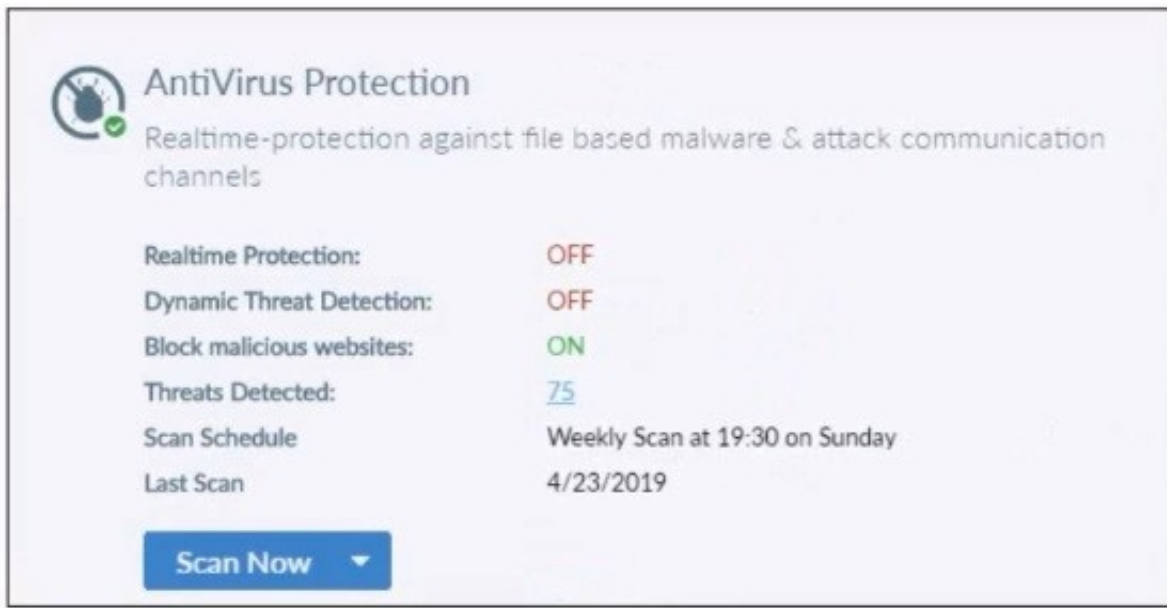 AntiVirus Protection
Realtime-protection against file based malware & attack communication
channels
Realtime Protection: OFF
Dynamic Threat Detection: OFF
Block malicious websites: ON
Threats Detected: 75
Scan Schedule Weekly Scan at 19:30 on Sunday
Last Scan 4/23/2019
Scan Now